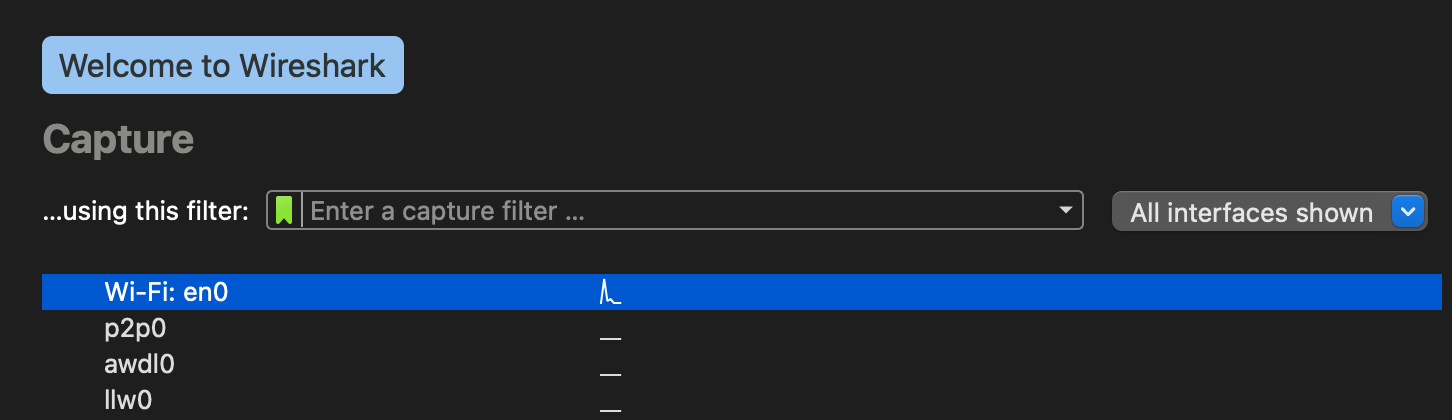 Welcome to Wireshark
Capture
...using this filter: Enter a capture filter ... All interfaces shown
Wi-Fi: en0
p2p0
awdl0
llw0